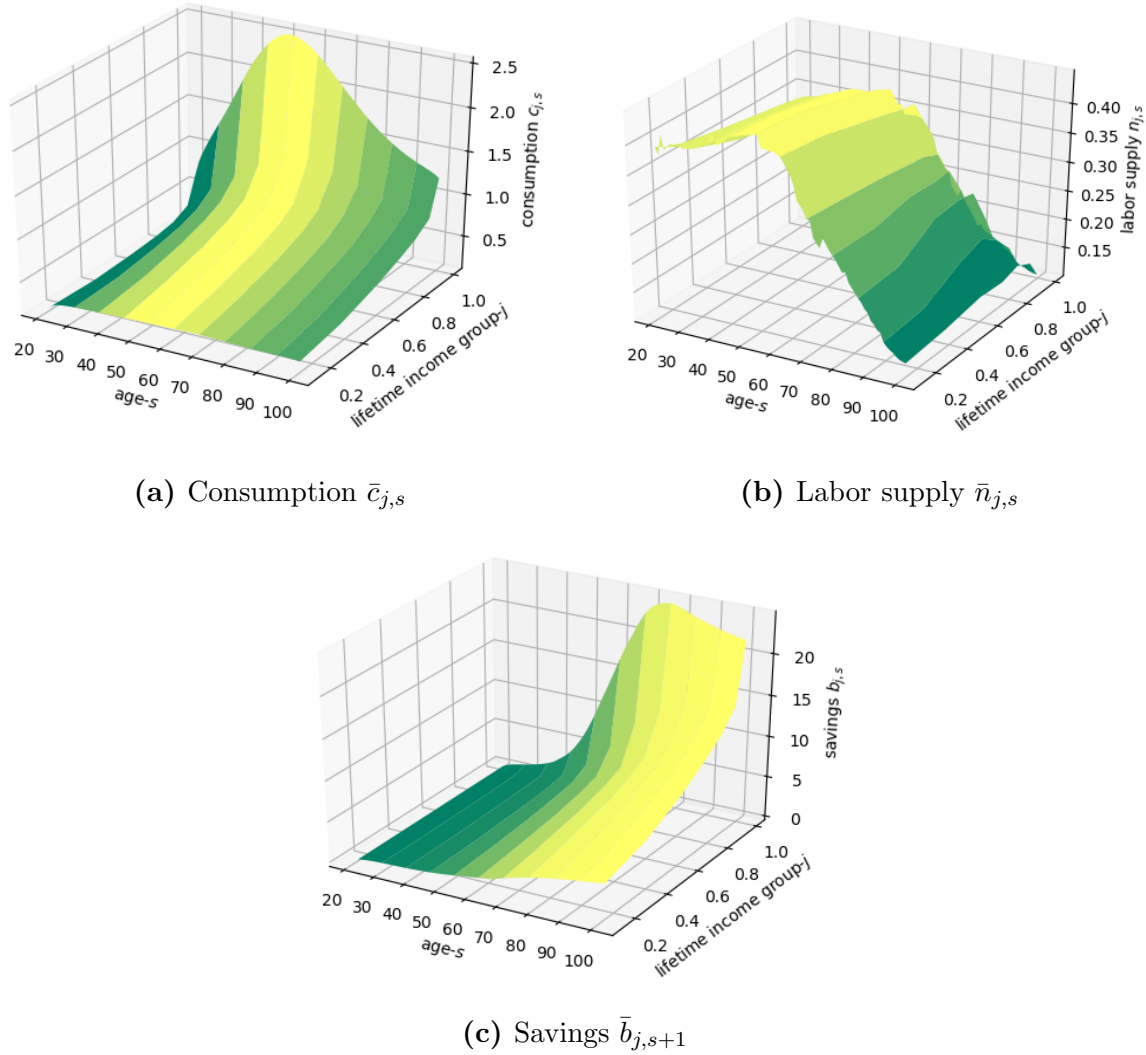 2.5
2.0
1.5
1.0
0.5
consumption $c_{j,s}$
1.0
0.8
0.6
0.4
0.2
lifetime income group-j
20 30 40 50 60 70 80 90 100
age-s
(a) Consumption $\bar{c}_{j,s}$
0.40
0.35
0.30
0.25
0.20
0.15
labor supply $n_{j,s}$
1.0
0.8
0.6
0.4
0.2
lifetime income group-j
20 30 40 50 60 70 80 90 100
age-s
(b) Labor supply $\bar{n}_{j,s}$
20
15
10
5
0
savings $b_{j,s}$
1.0
0.8
0.6
0.4
0.2
lifetime income group-j
20 30 40 50 60 70 80 90 100
age-s
(c) Savings $\bar{b}_{j,s+1}$